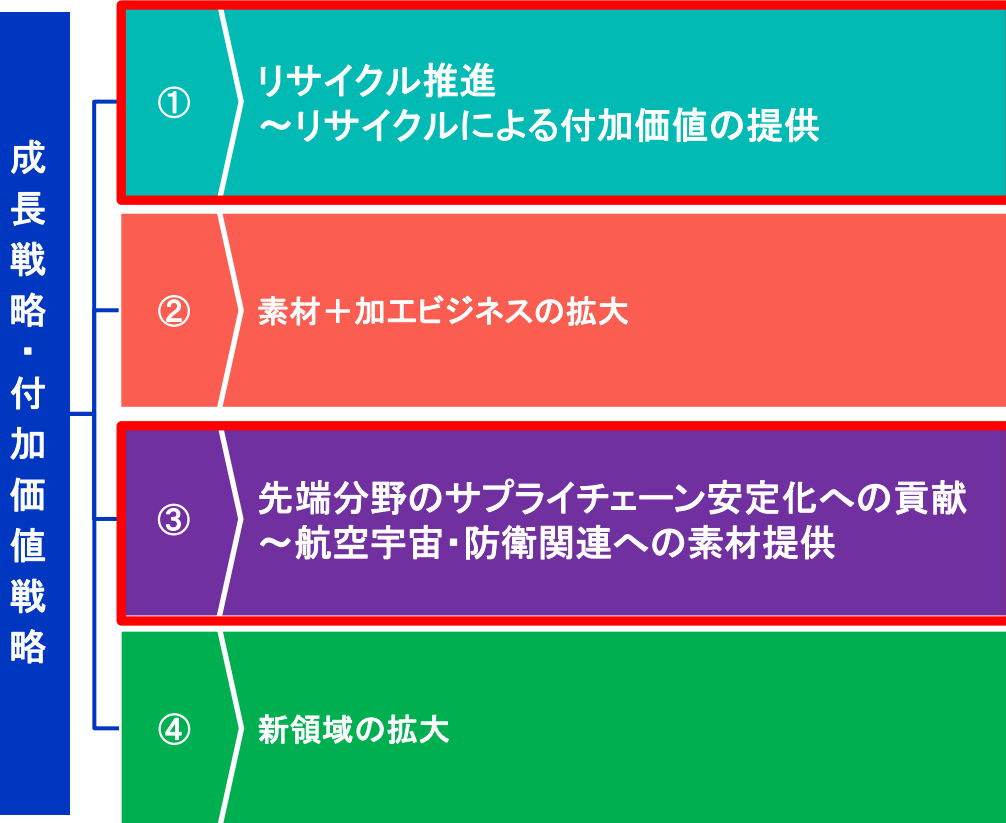 成長戦略・付加価値戦略
①
リサイクル推進
～リサイクルによる付加価値の提供
②
素材＋加工ビジネスの拡大
③
先端分野のサプライチェーン安定化への貢献
～航空宇宙・防衛関連への素材提供
④
新領域の拡大